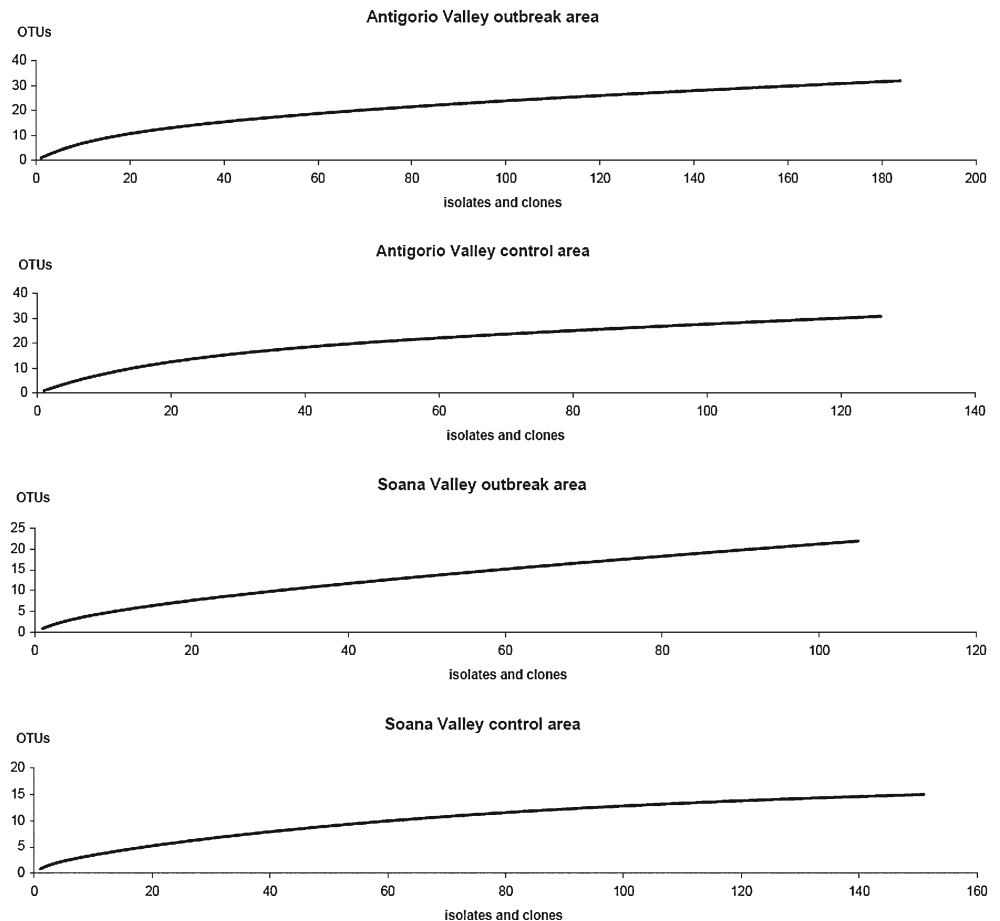 Antigorio Valley outbreak area
OTUs
40
30
20
10
0
0 20 40 60 80 100 120 140 160 180 200
isolates and clones
Antigorio Valley control area
OTUs
40
30
20
10
0
0 20 40 60 80 100 120 140
isolates and clones
Soana Valley outbreak area
OTUs
25
20
15
10
5
0
0 20 40 60 80 100 120
isolates and clones
Soana Valley control area
OTUs
20
15
10
5
0
0 20 40 60 80 100 120 140 160
isolates and clones